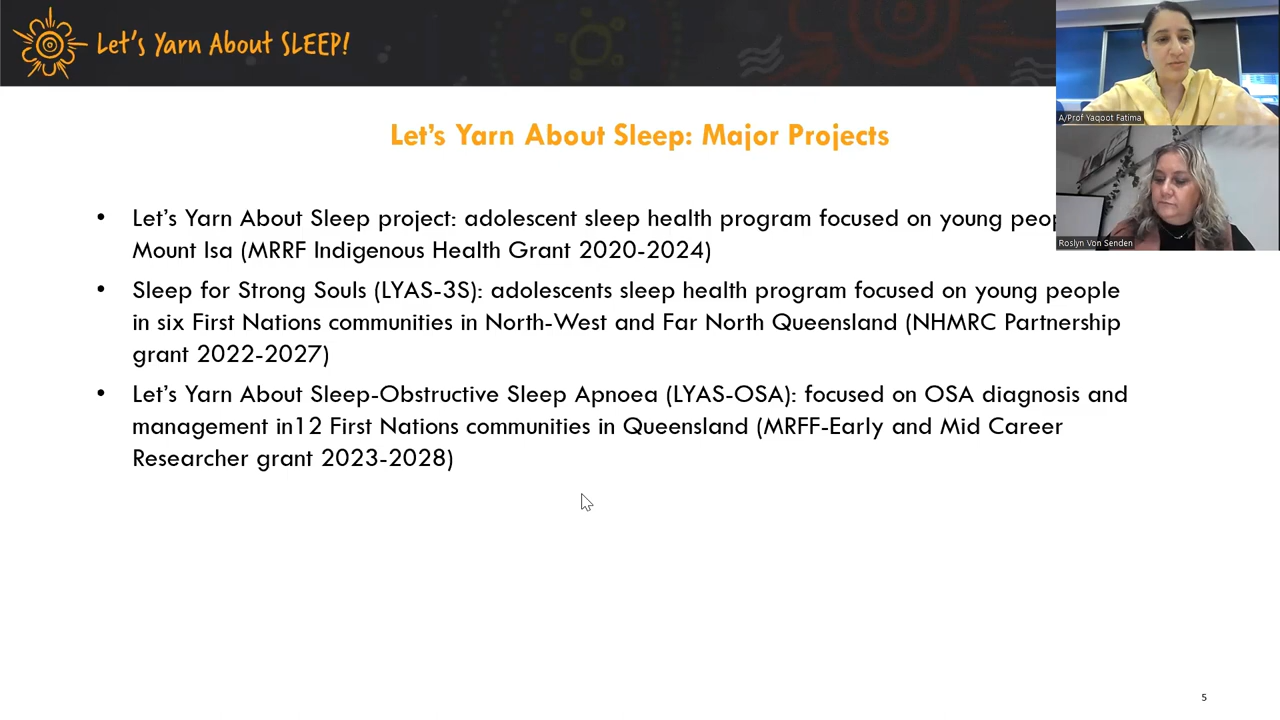 Let's Yarn About SLEEP!
A/Prof Yaqoot Fatima
Roslyn Von Senden
Let's Yarn About Sleep: Major Projects
• Let's Yarn About Sleep project: adolescent sleep health program focused on young
Mount Isa (MRRF Indigenous Health Grant 2020-2024)
• Sleep for Strong Souls (LYAS-3S): adolescents sleep health program focused on young people
in six First Nations communities in North-West and Far North Queensland (NHMRC Partnership
grant 2022-2027)
• Let's Yarn About Sleep-Obstructive Sleep Apnoea (LYAS-OSA): focused on OSA diagnosis and
management in12 First Nations communities in Queensland (MRFF-Early and Mid Career
Researcher grant 2023-2028)
5